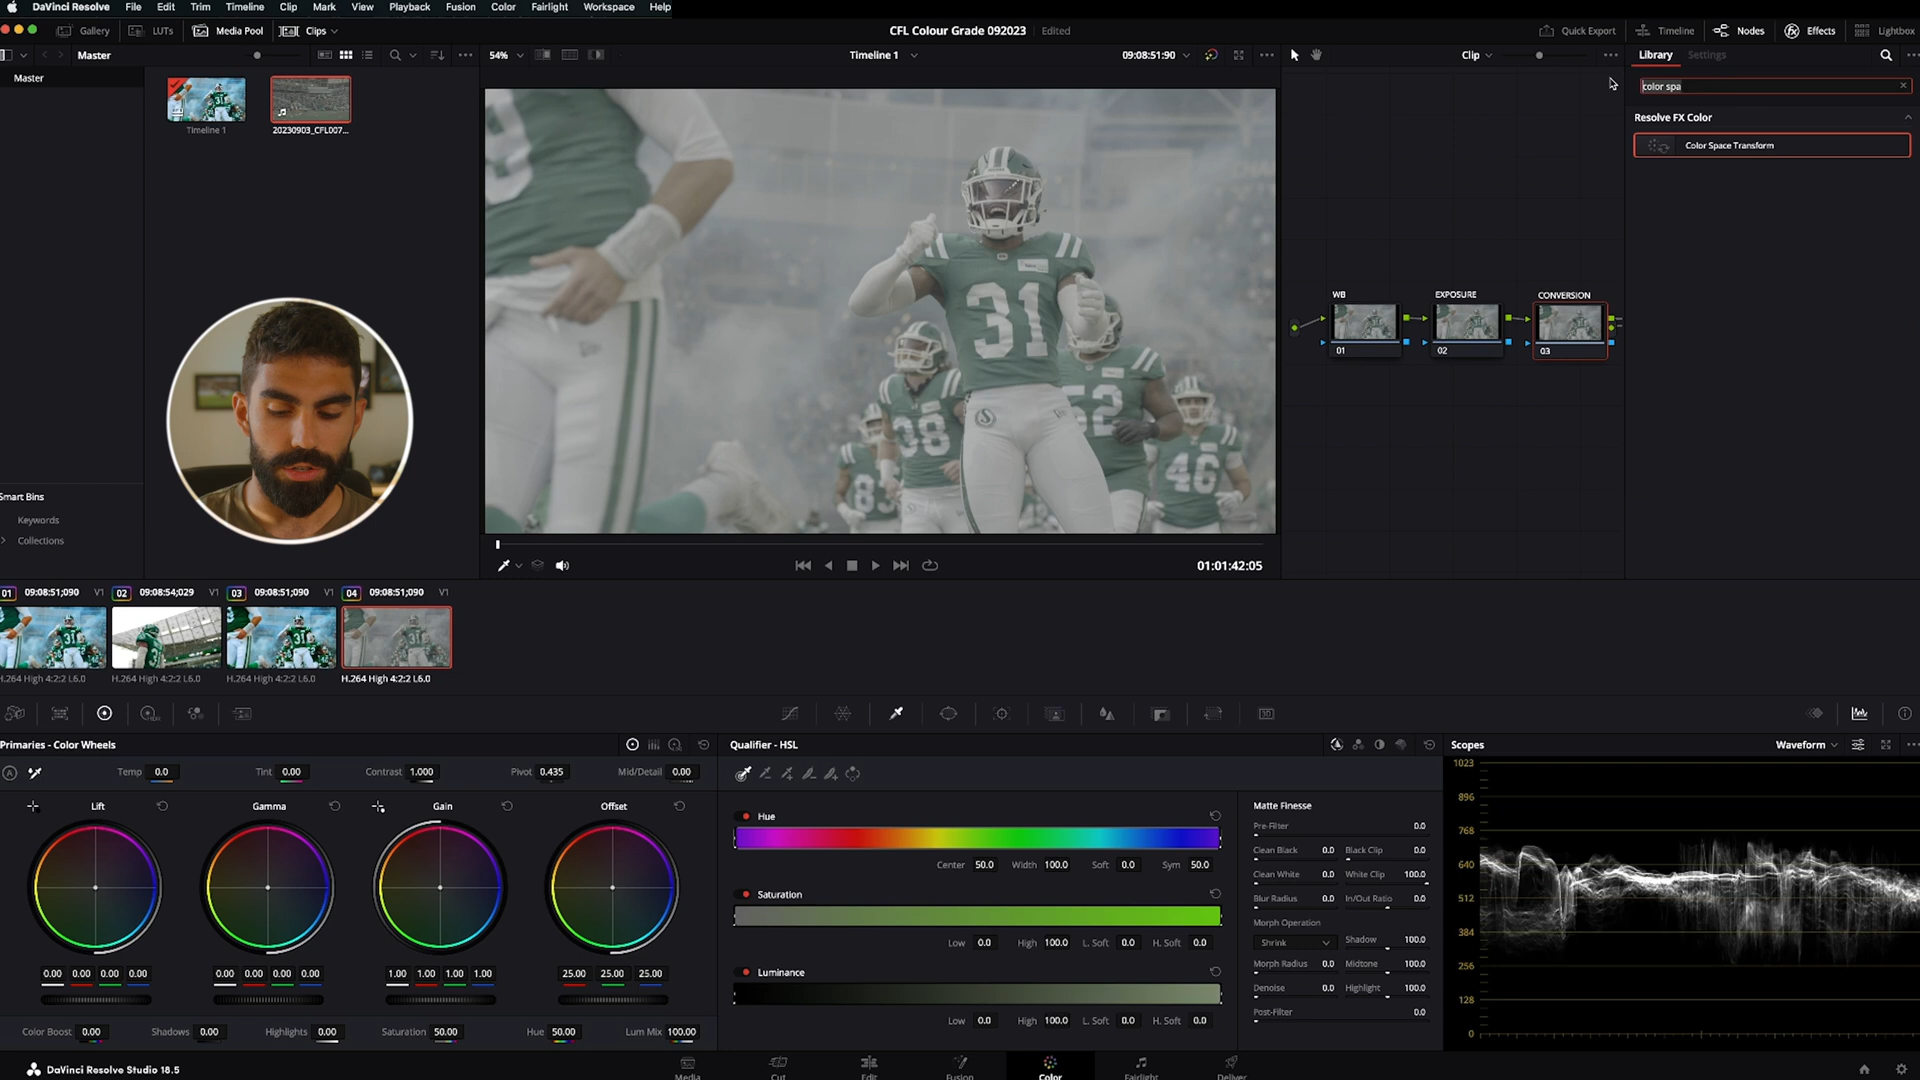 DaVinci Resolve File Edit Trim Timeline Clip Mark View Playback Fusion Color Fairlight Workspace Help
Gallery LUTs Media Pool Clips CFL Colour Grade 092023 Edited Quick Export Timeline Nodes Effects Lightbox
Master 54% Timeline 1 09:08:51:90 Clip Library Settings
Master
color spa
Timeline 1 20230903_CFL007...
Resolve FX Color
Color Space Transform
31
38
52
46
83
WB EXPOSURE CONVERSION
01 02 03
Smart Bins
Keywords
Collections
01:01:42:05
01 09:08:51;090 V1 02 09:08:54;029 V1 03 09:08:51;090 V1 04 09:08:51;090 V1
H.264 High 4:2:2 L6.0 H.264 High 4:2:2 L6.0 H.264 High 4:2:2 L6.0 H.264 High 4:2:2 L6.0
Primaries - Color Wheels Qualifier - HSL Scopes Waveform
Temp 0.0 Tint 0.00 Contrast 1.000 Pivot 0.435 Mid/Detail 0.00
Lift Gamma Gain Offset
0.00 0.00 0.00 0.00 0.00 0.00 0.00 0.00 1.00 1.00 1.00 1.00 25.00 25.00 25.00
Color Boost 0.00 Shadows 0.00 Highlights 0.00 Saturation 50.00 Hue 50.00 Lum Mix 100.00
Hue
Center 50.0 Width 100.0 Soft 0.0 Sym 50.0
Saturation
Low 0.0 High 100.0 L. Soft 0.0 H. Soft 0.0
Luminance
Low 0.0 High 100.0 L. Soft 0.0 H. Soft 0.0
Matte Finesse
Pre-Filter 0.0
Clean Black 0.0 Black Clip 0.0
Clean White 0.0 White Clip 100.0
Blur Radius 0.0 In/Out Ratio 0.0
Morph Operation
Shrink Shadow 100.0
Morph Radius 0.0 Midtone 100.0
Denoise 0.0 Highlight 100.0
Post-Filter 0.0
1023
896
768
640
512
384
256
128
0
DaVinci Resolve Studio 18.5 Media Cut Edit Fusion Color Fairlight Deliver